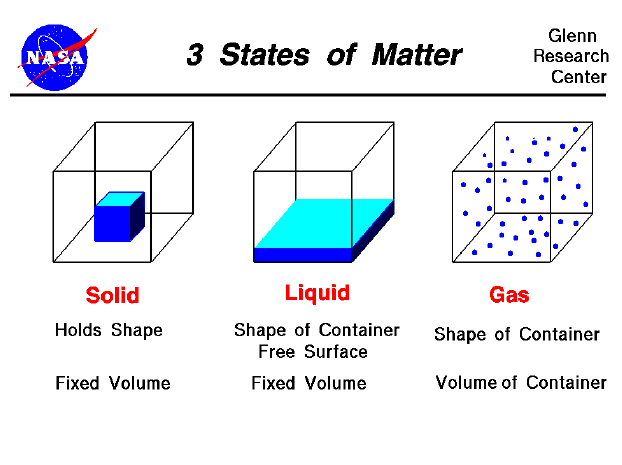 NASA
3 States of Matter
Glenn
Research
Center
Solid
Liquid
Gas
Holds Shape
Shape of Container
Free Surface
Shape of Container
Fixed Volume
Fixed Volume
Volume of Container